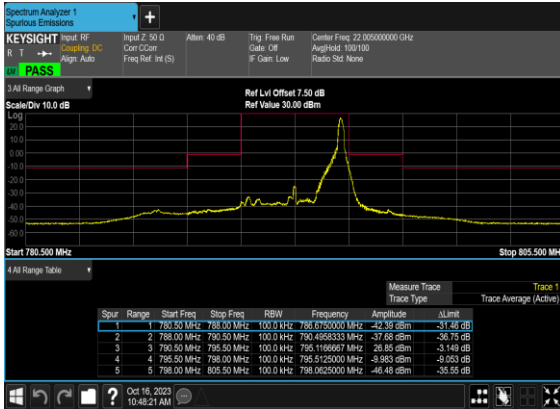 Spectrum Analyzer 1
Spurious Emissions
KEYSIGHT Input: RF Input Z: 50 Ω Atten: 40 dB Trig: Free Run Center Freq: 22.005000000 GHz
R T Coupling: DC Corr CCorr Gate: Off Avg|Hold: 100/100
Align: Auto Freq Ref: Int (S) IF Gain: Low Radio Std: None
PASS
3 All Range Graph
Ref Lvl Offset 7.50 dB
Scale/Div 10.0 dB Ref Value 30.00 dBm
Log
20.0
10.0
0.00
-10.0
-20.0
-30.0
-40.0
-50.0
-60.0
Start 780.500 MHz Stop 805.500 MH
4 All Range Table
Measure Trace Trace 1
Trace Type Trace Average (Active)
Spur Range Start Freq Stop Freq RBW Frequency Amplitude ΔLimit
1 1 780.50 MHz 788.00 MHz 100.0 kHz 786.6750000 MHz -42.39 dBm -31.46 dB
2 2 788.00 MHz 790.50 MHz 100.0 kHz 790.4958333 MHz -37.68 dBm -36.75 dB
3 3 790.50 MHz 795.50 MHz 100.0 kHz 795.1166667 MHz 26.85 dBm -3.149 dB
4 4 795.50 MHz 798.00 MHz 100.0 kHz 795.5125000 MHz -9.983 dBm -9.053 dB
5 5 798.00 MHz 805.50 MHz 100.0 kHz 798.0625000 MHz -46.48 dBm -35.55 dB
Oct 16, 2023
10:48:21 AM